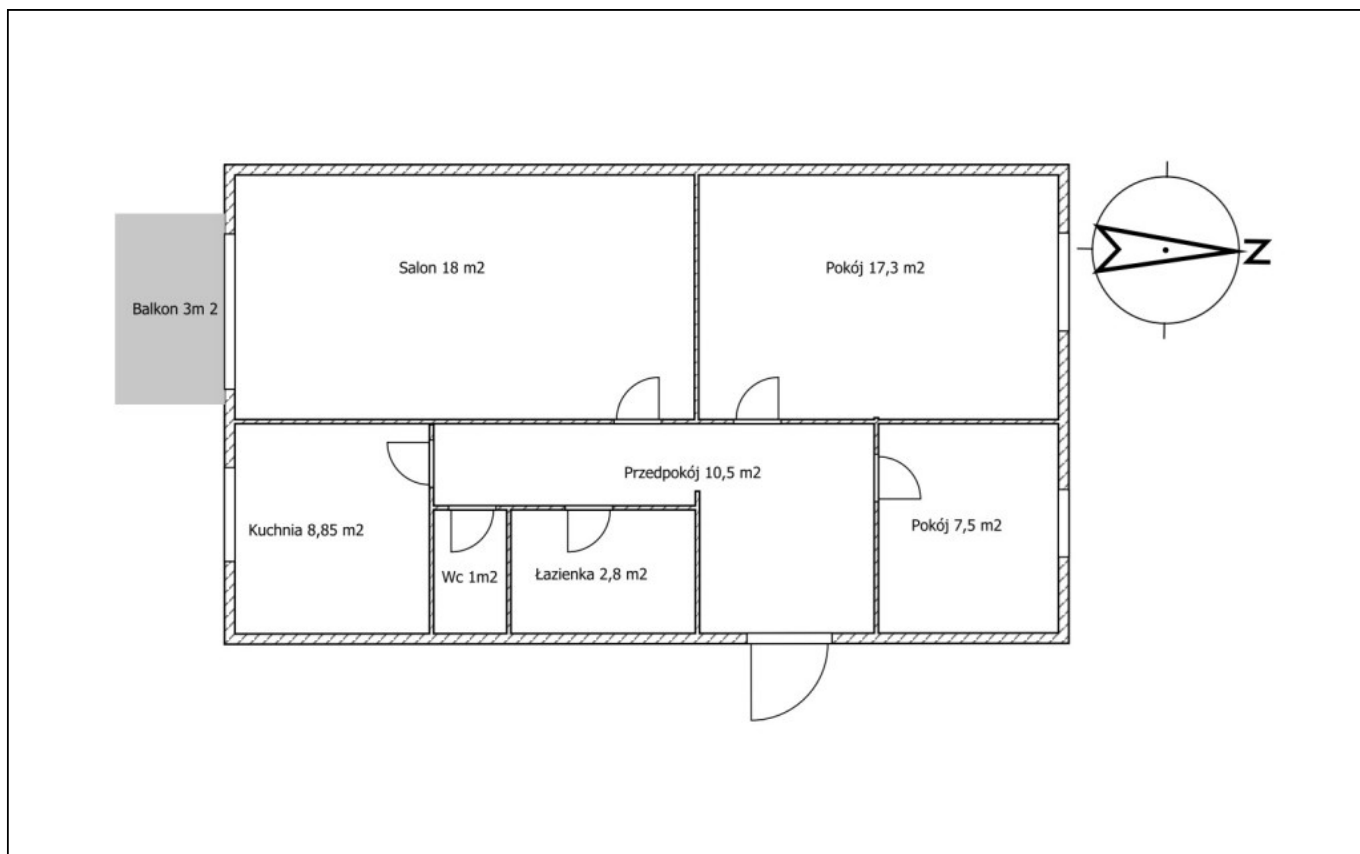 Salon 18 m2
Pokój 17,3 m2
N
Balkon 3m 2
Przedpokój 10,5 m2
Kuchnia 8,85 m2
Pokój 7,5 m2
Wc 1m2
Łazienka 2,8 m2